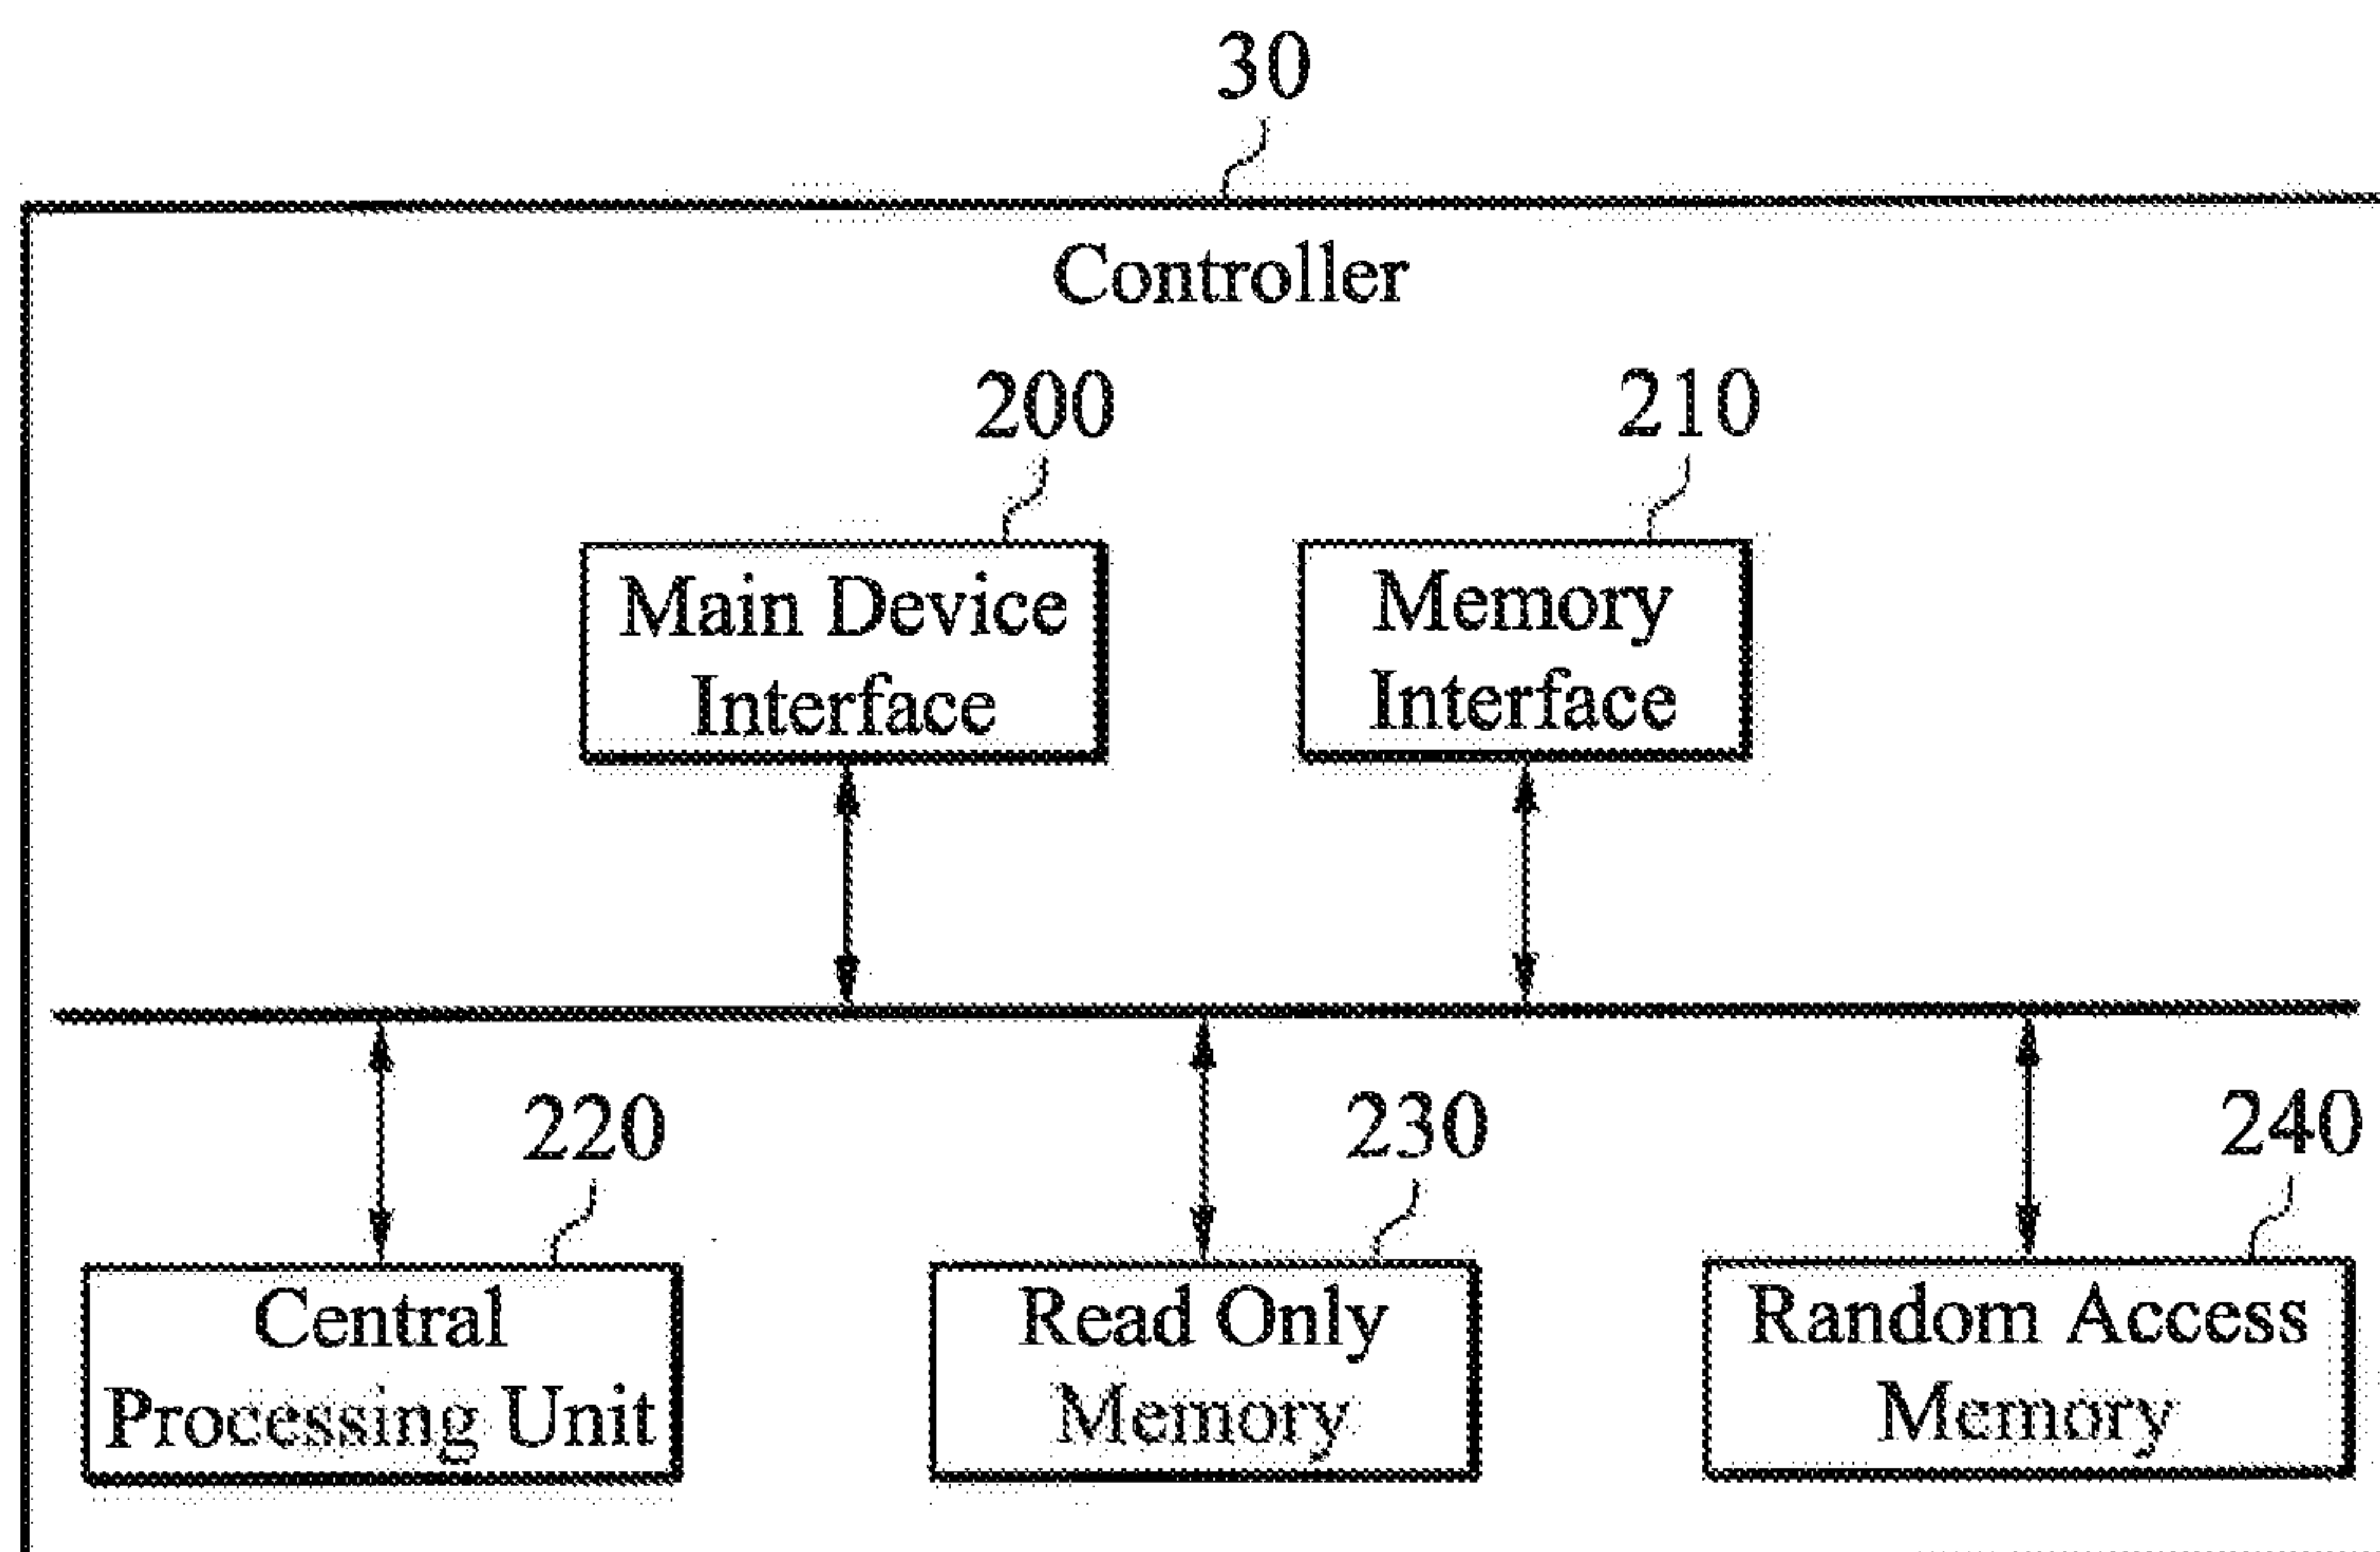 30
Controller
200
210
Main Device
Interface
Memory
Interface
220
230
240
Central
Processing Unit
Read Only
Memory
Random Access
Memory